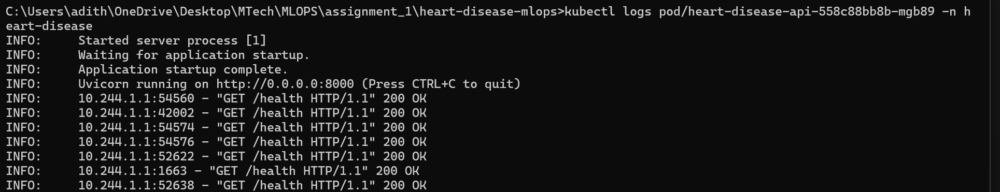 C:\Users\adith\OneDrive\Desktop\MTech\MLOPS\assignment_1\heart-disease-mlops>kubectl logs pod/heart-disease-api-558c88bb8b-mgb89 -n h
eart-disease
INFO:     Started server process [1]
INFO:     Waiting for application startup.
INFO:     Application startup complete.
INFO:     Uvicorn running on http://0.0.0.0:8000 (Press CTRL+C to quit)
INFO:     10.244.1.1:54560 - "GET /health HTTP/1.1" 200 OK
INFO:     10.244.1.1:42002 - "GET /health HTTP/1.1" 200 OK
INFO:     10.244.1.1:54574 - "GET /health HTTP/1.1" 200 OK
INFO:     10.244.1.1:54576 - "GET /health HTTP/1.1" 200 OK
INFO:     10.244.1.1:52622 - "GET /health HTTP/1.1" 200 OK
INFO:     10.244.1.1:1663 - "GET /health HTTP/1.1" 200 OK
INFO:     10.244.1.1:52638 - "GET /health HTTP/1.1" 200 OK